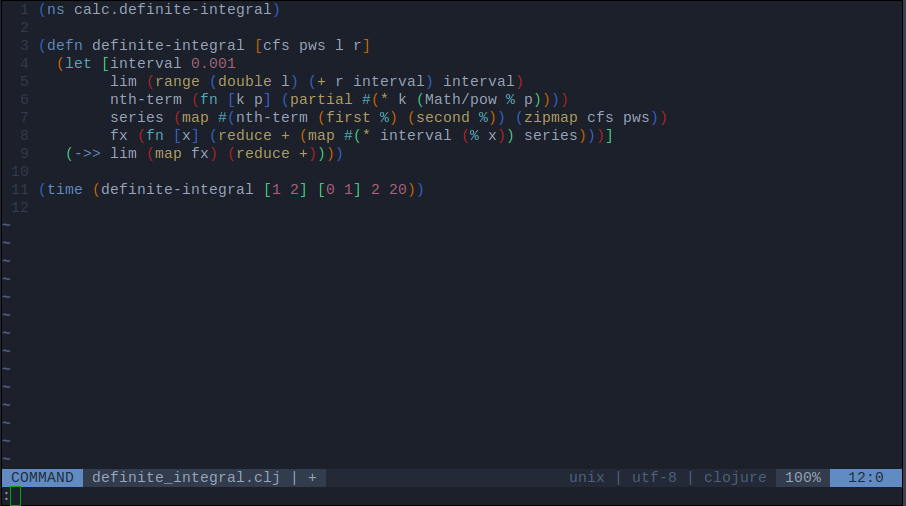 1 (ns calc.definite-integral)
2
3 (defn definite-integral [cfs pws l r]
4   (let [interval 0.001
5         lim (range (double l) (+ r interval) interval)
6         nth-term (fn [k p] (partial #(* k (Math/pow % p))))
7         series (map #(nth-term (first %) (second %)) (zipmap cfs pws))
8         fx (fn [x] (reduce + (map #(* interval (% x)) series)))]
9    (->> lim (map fx) (reduce +))))
10
11 (time (definite-integral [1 2] [0 1] 2 20))
12
~
~
~
~
~
~
~
~
~
~
~
~
~
~
COMMAND definite_integral.clj | + unix | utf-8 | clojure 100% 12:0
: